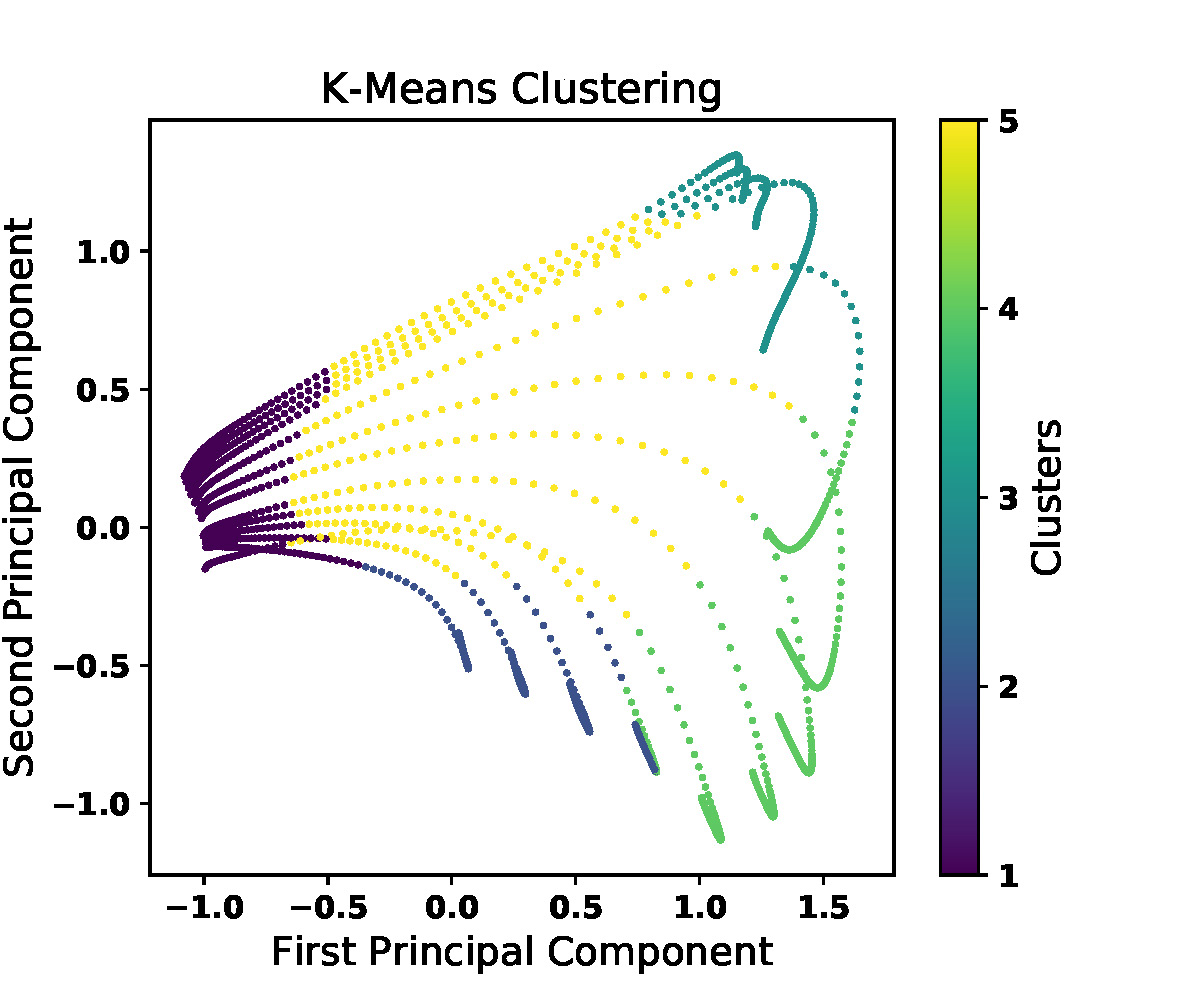 K-Means Clustering
Second Principal Component
1.0
0.5
0.0
−0.5
−1.0
−1.0 −0.5 0.0 0.5 1.0 1.5
First Principal Component
5
4
3
2
1
Clusters